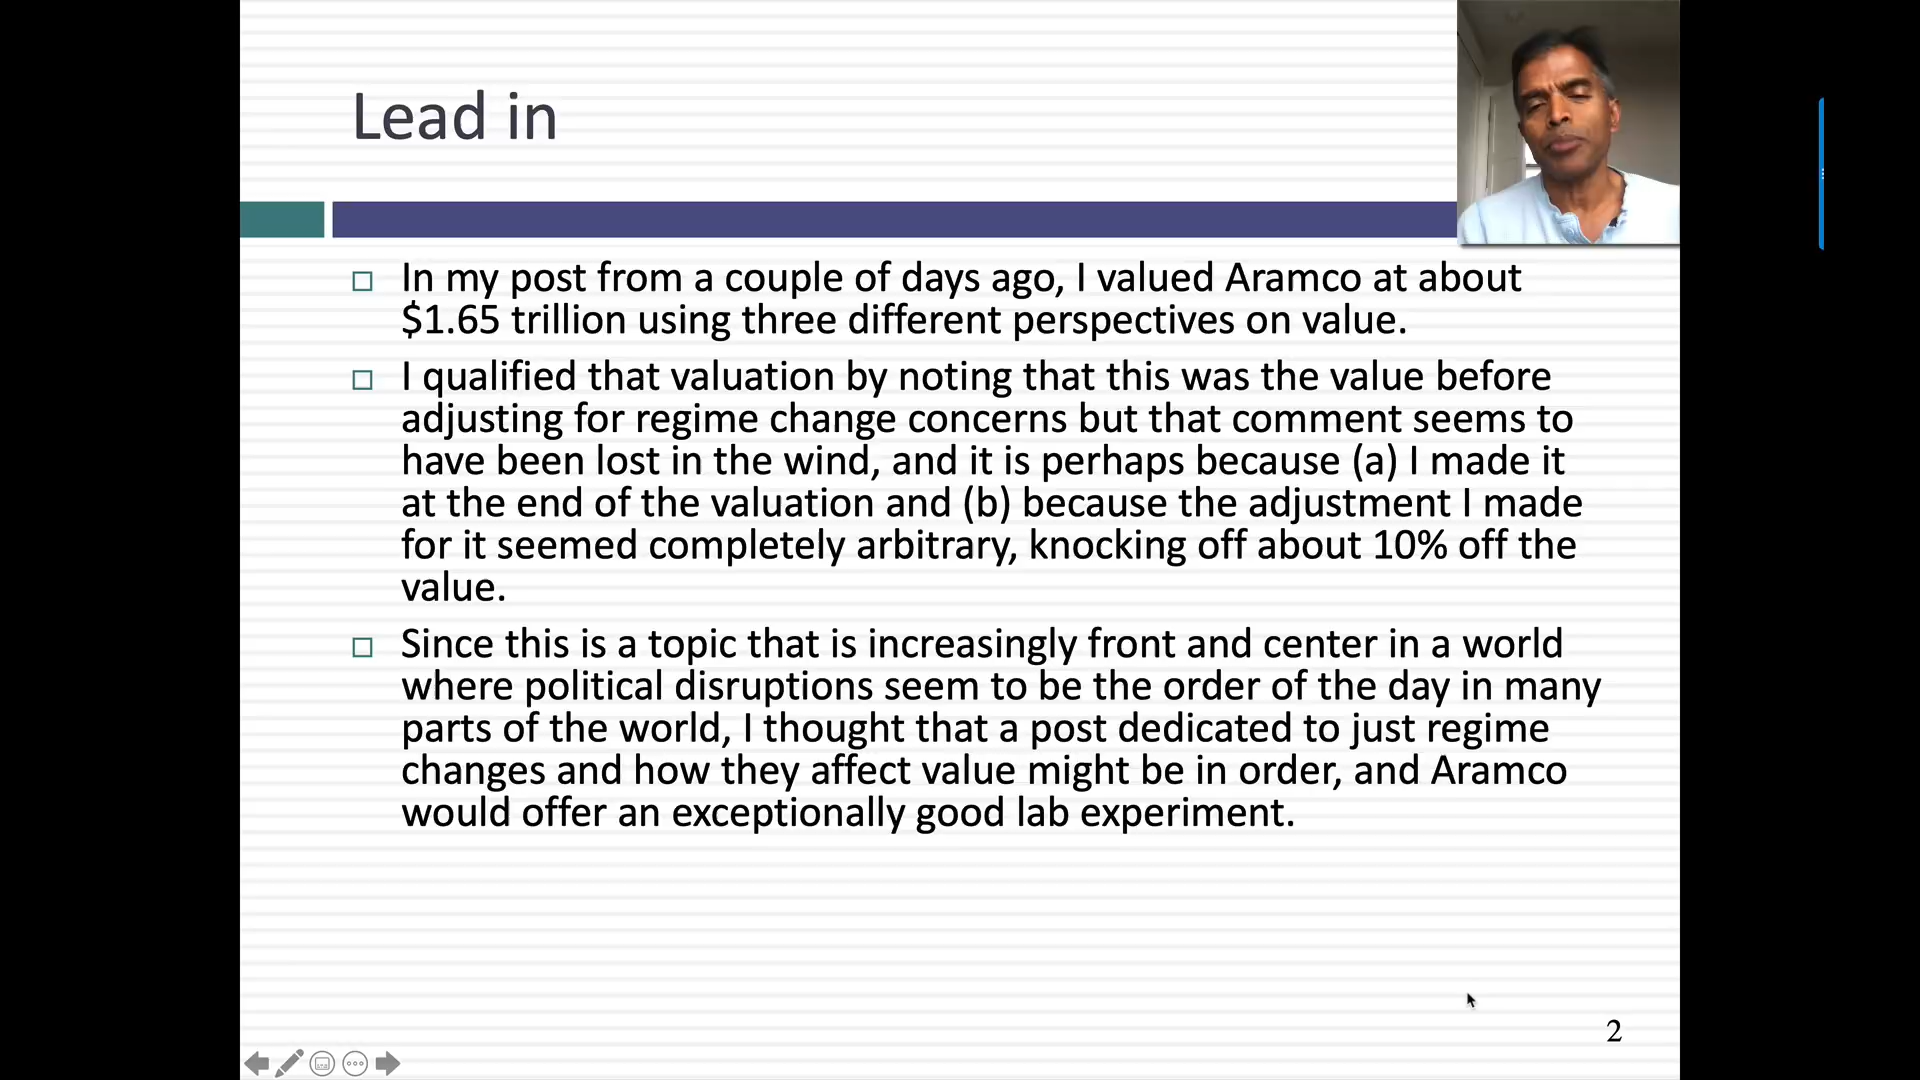 Lead in
In my post from a couple of days ago, I valued Aramco at about
$1.65 trillion using three different perspectives on value.
I qualified that valuation by noting that this was the value before
adjusting for regime change concerns but that comment seems to
have been lost in the wind, and it is perhaps because (a) I made it
at the end of the valuation and (b) because the adjustment I made
for it seemed completely arbitrary, knocking off about 10% off the
value.
Since this is a topic that is increasingly front and center in a world
where political disruptions seem to be the order of the day in many
parts of the world, I thought that a post dedicated to just regime
changes and how they affect value might be in order, and Aramco
would offer an exceptionally good lab experiment.
2